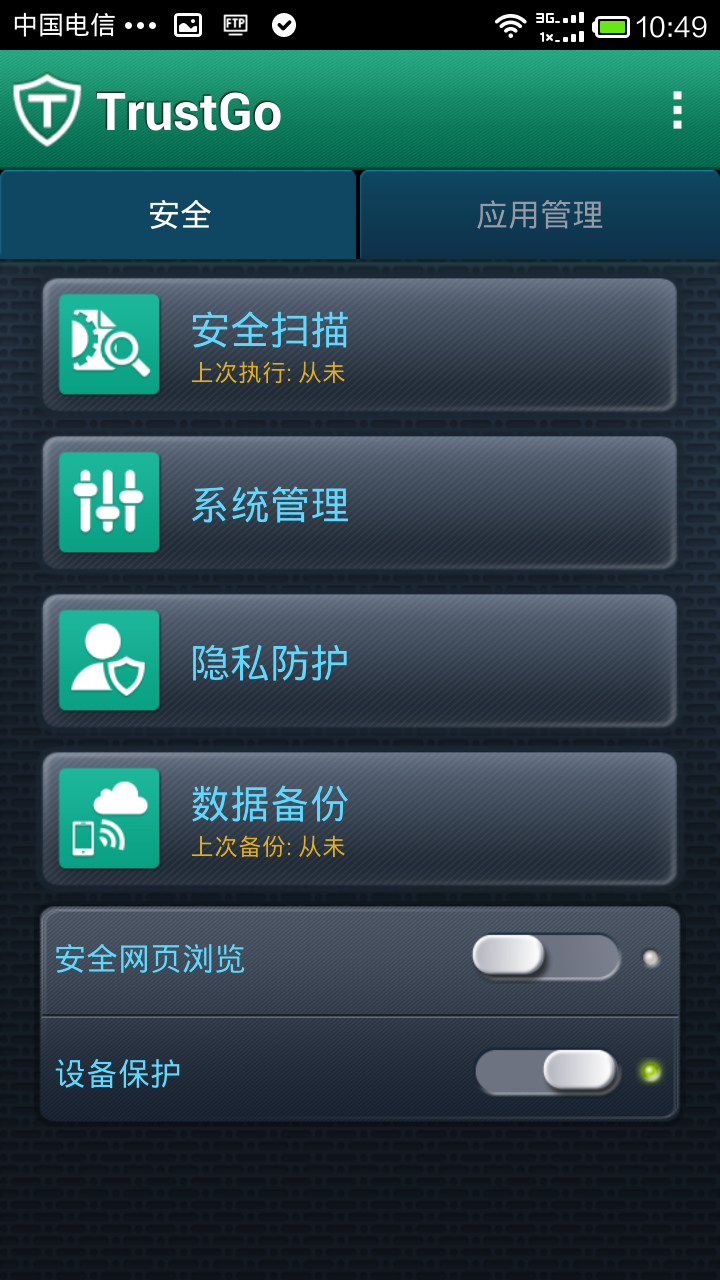 中国电信 ••• FTP 3G 1× 10:49
TrustGo
安全 应用管理
安全扫描
上次执行: 从未
系统管理
隐私防护
数据备份
上次备份: 从未
安全网页浏览
设备保护